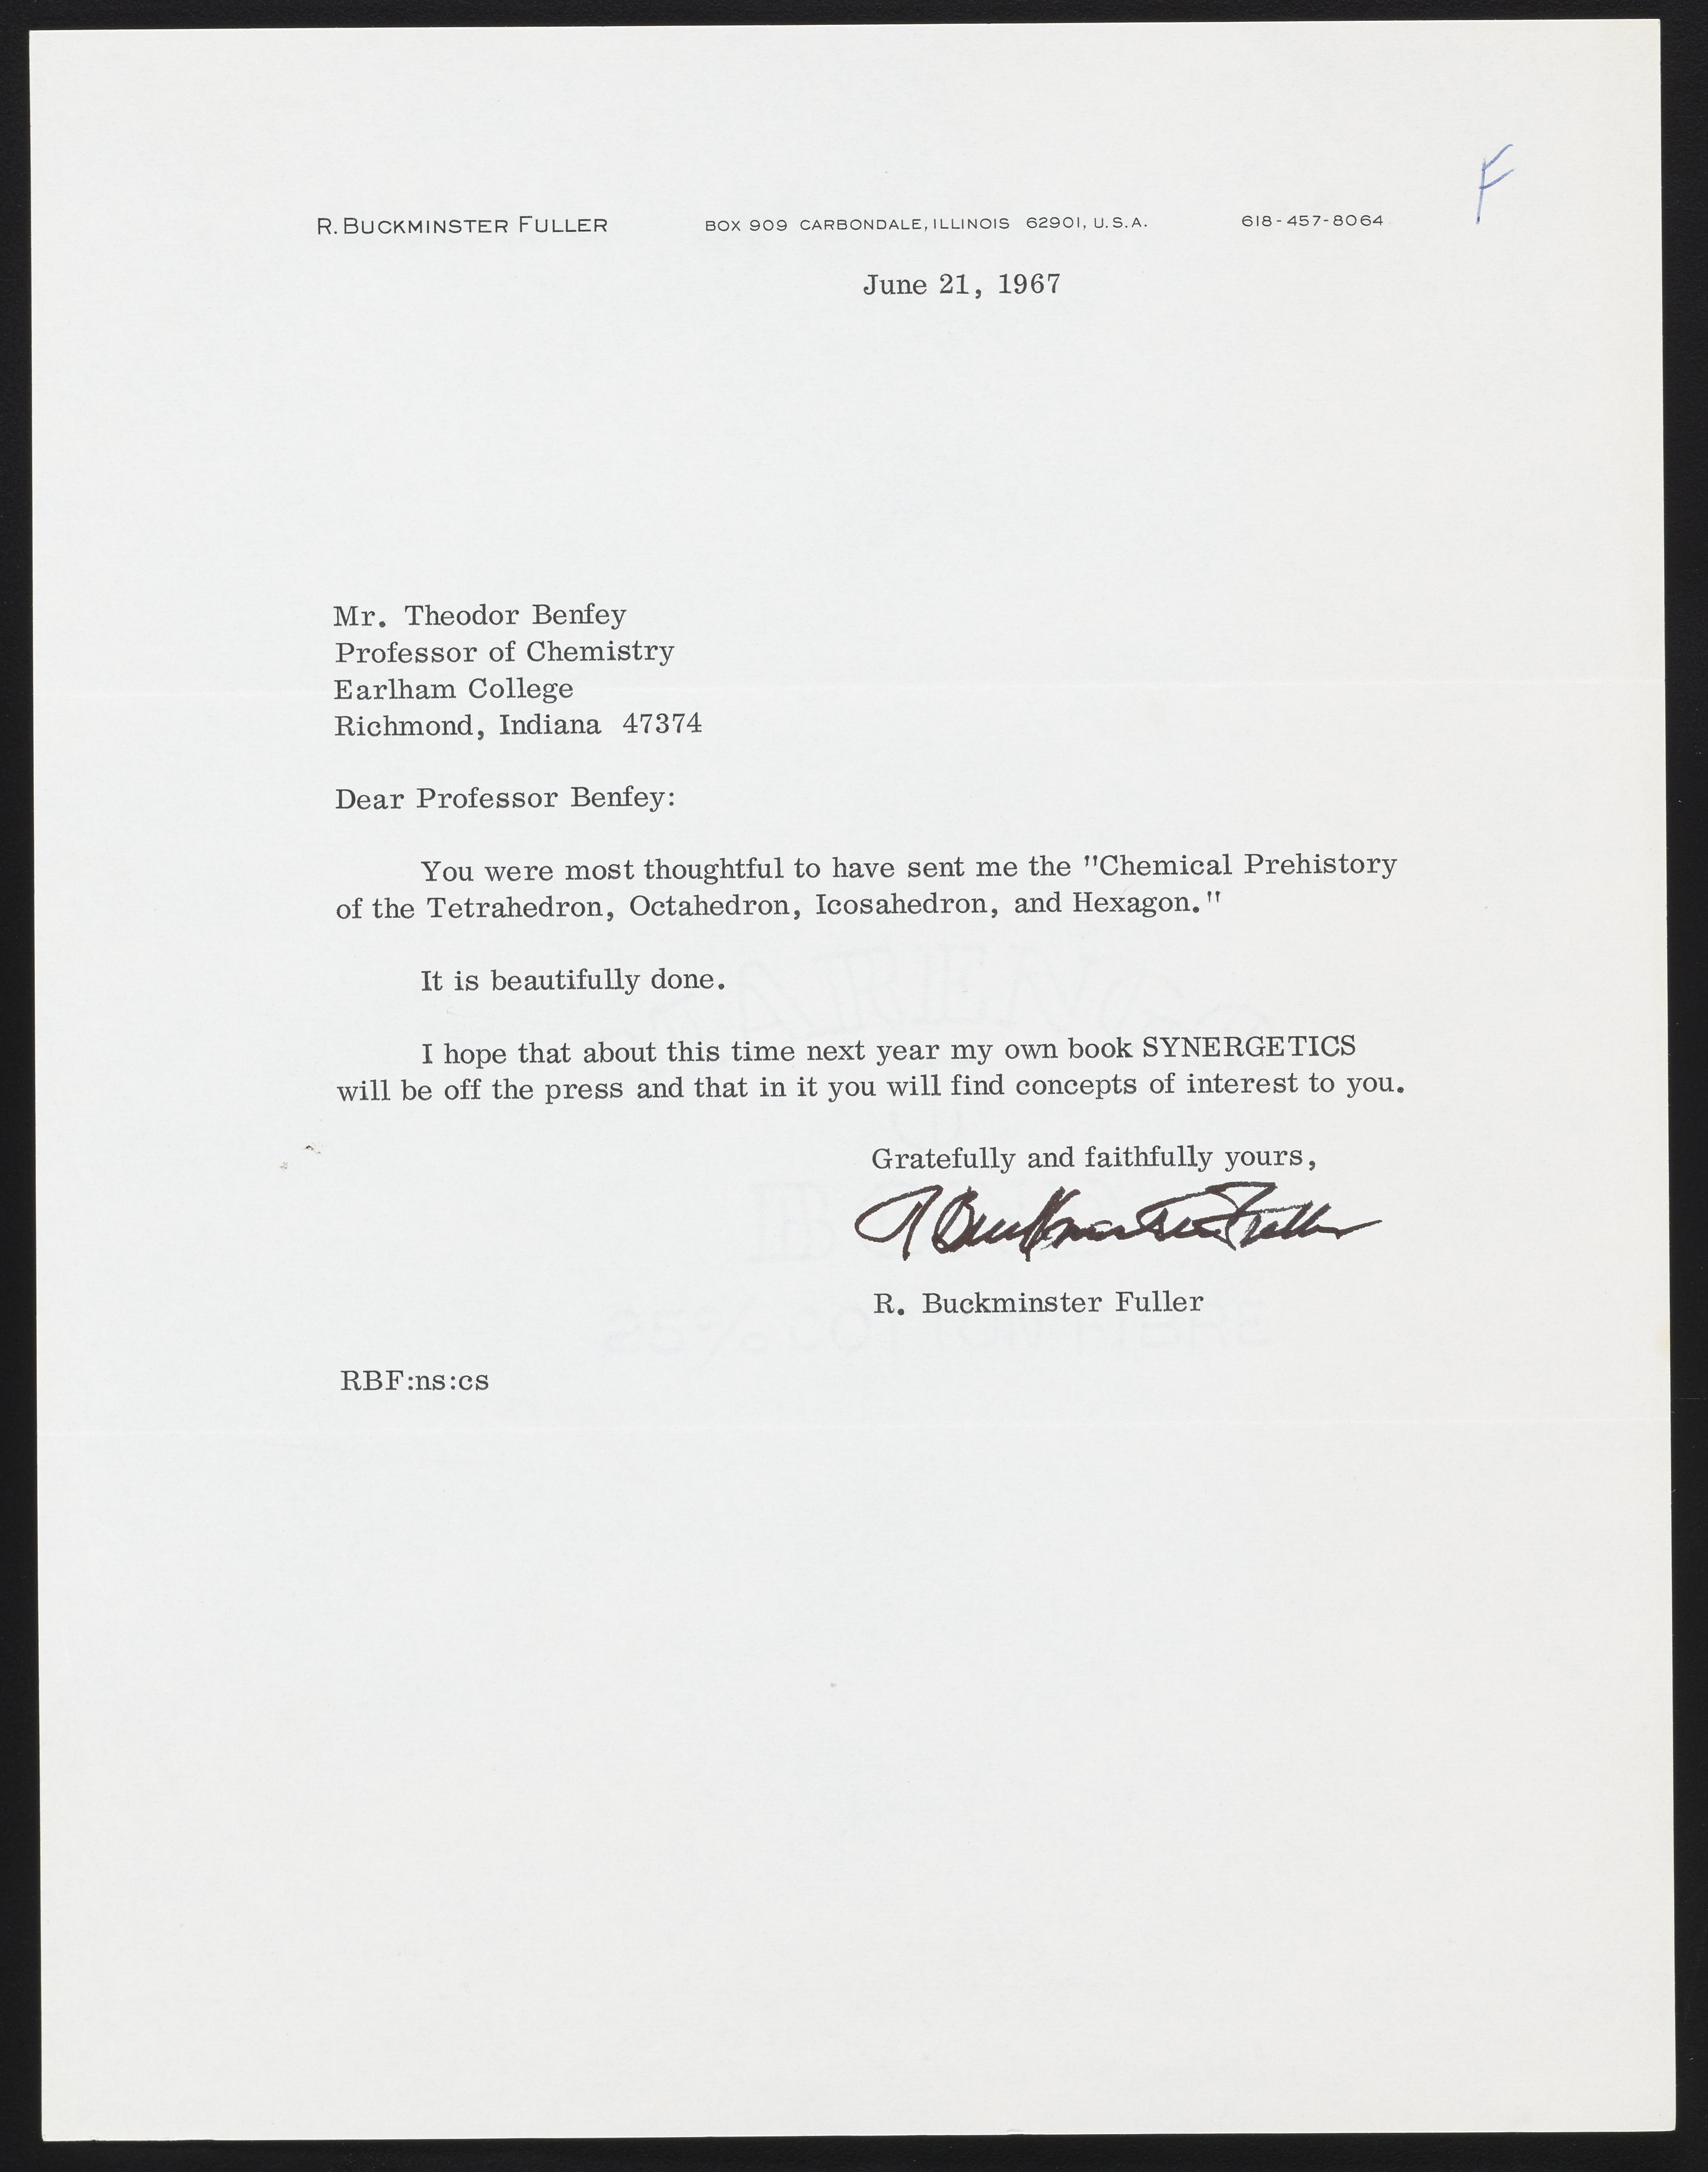 F
R. BUCKMINSTER FULLER BOX 909 CARBONDALE, ILLINOIS 62901, U.S.A. 618-457-8064
June 21, 1967
Mr. Theodor Benfey
Professor of Chemistry
Earlham College
Richmond, Indiana 47374
Dear Professor Benfey:
You were most thoughtful to have sent me the "Chemical Prehistory
of the Tetrahedron, Octahedron, Icosahedron, and Hexagon."
It is beautifully done.
I hope that about this time next year my own book SYNERGETICS
will be off the press and that in it you will find concepts of interest to you.
Gratefully and faithfully yours,
R Buckminster Fuller
R. Buckminster Fuller
RBF:ns:cs